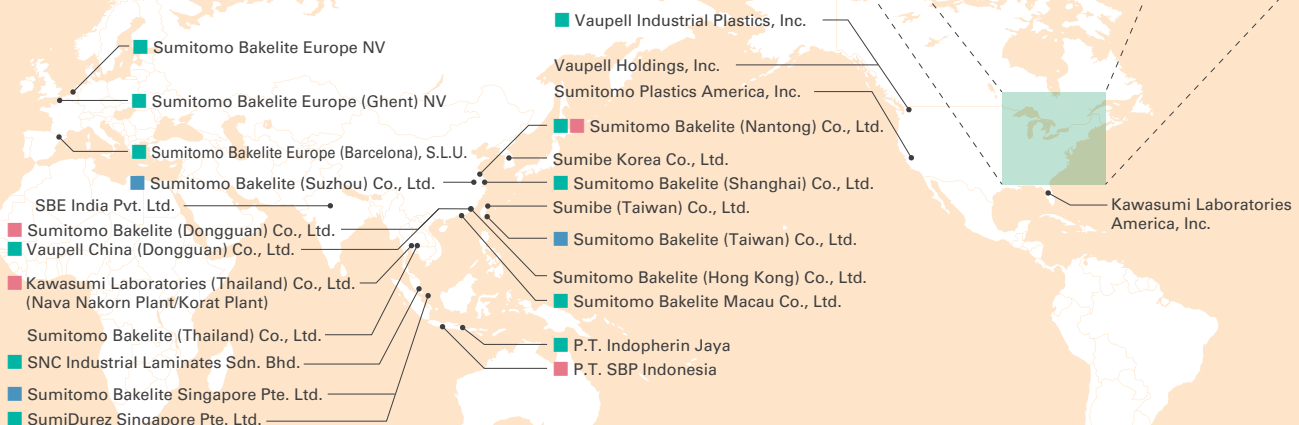 Sumitomo Bakelite Europe NV
Sumitomo Bakelite Europe (Ghent) NV
Sumitomo Bakelite Europe (Barcelona), S.L.U.
Sumitomo Bakelite (Suzhou) Co., Ltd.
SBE India Pvt. Ltd.
Sumitomo Bakelite (Dongguan) Co., Ltd.
Vaupell China (Dongguan) Co., Ltd.
Kawasumi Laboratories (Thailand) Co., Ltd.
(Nava Nakorn Plant/Korat Plant)
Sumitomo Bakelite (Thailand) Co., Ltd.
SNC Industrial Laminates Sdn. Bhd.
Sumitomo Bakelite Singapore Pte. Ltd.
SumiDurez Singapore Pte. Ltd.
Vaupell Industrial Plastics, Inc.
Vaupell Holdings, Inc.
Sumitomo Plastics America, Inc.
Sumitomo Bakelite (Nantong) Co., Ltd.
Sumibe Korea Co., Ltd.
Sumitomo Bakelite (Shanghai) Co., Ltd.
Sumibe (Taiwan) Co., Ltd.
Sumitomo Bakelite (Taiwan) Co., Ltd.
Sumitomo Bakelite (Hong Kong) Co., Ltd.
Sumitomo Bakelite Macau Co., Ltd.
P.T. Indopherin Jaya
P.T. SBP Indonesia
Kawasumi Laboratories
America, Inc.